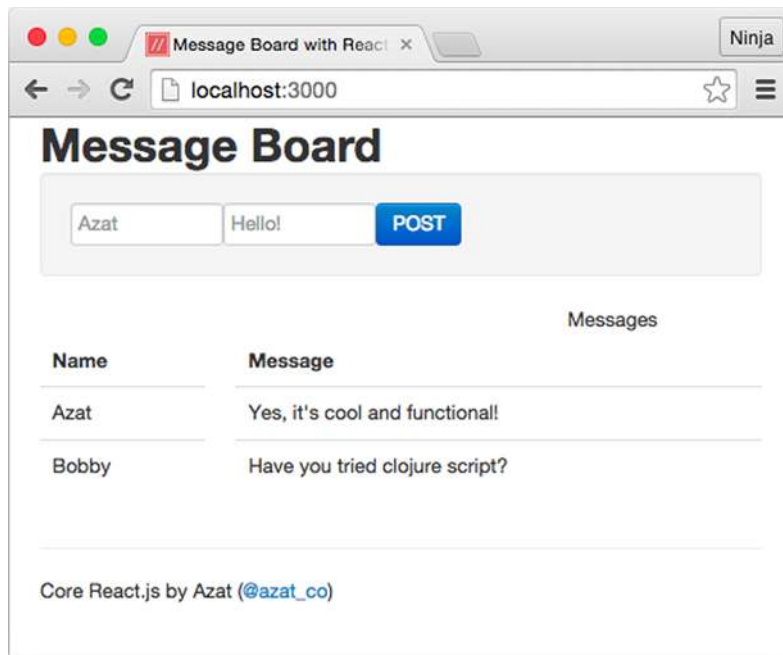 Ninja
Message Board with React
localhost:3000
Message Board
Azat Hello! POST
Messages
Name Message
Azat Yes, it's cool and functional!
Bobby Have you tried clojure script?
Core React.js by Azat (@azat_co)